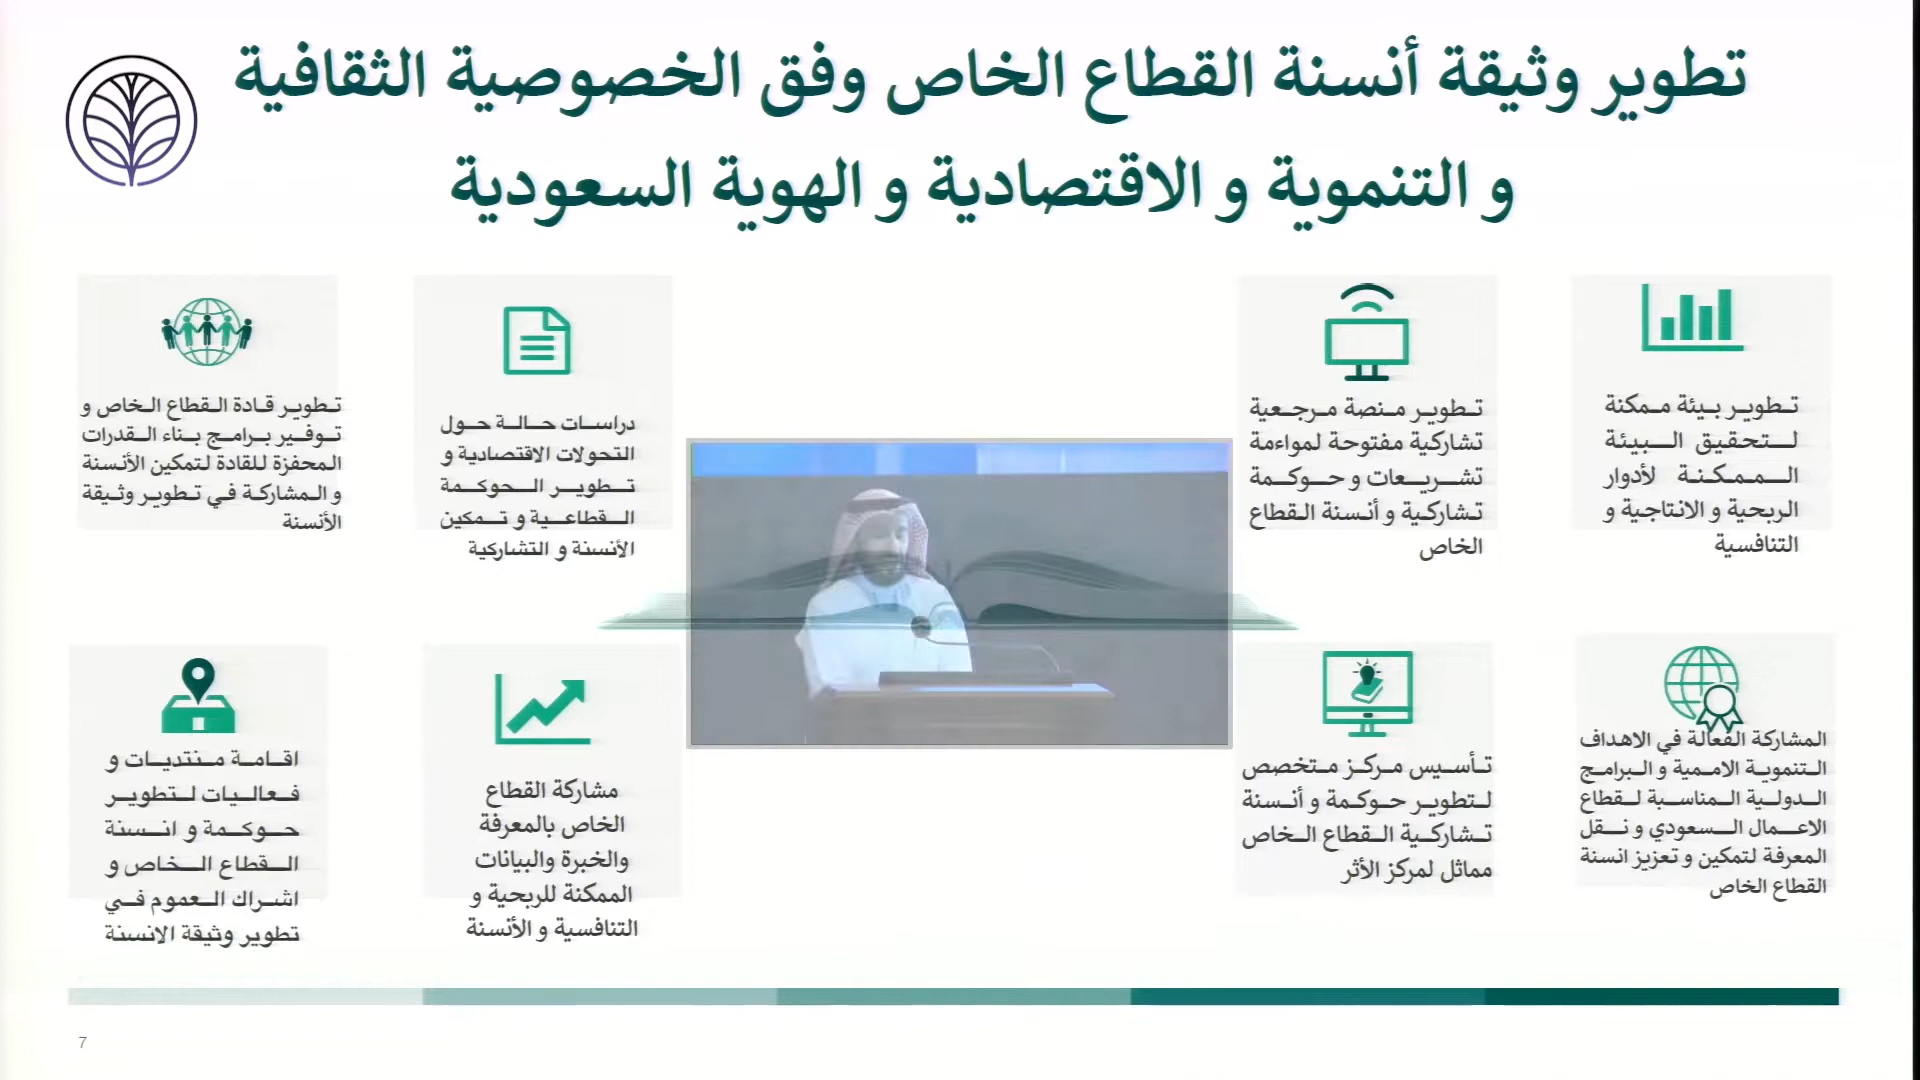 تطوير وثيقة أنسنة القطاع الخاص وفق الخصوصية الثقافية
و التنموية و الاقتصادية و الهوية السعودية
تطوير بيئة ممكنة
لتحقيق البيئة
الممكنة لأدوار
الربحية و الانتاجية و
التنافسية
تطوير منصة مرجعية
تشاركية مفتوحة لمواءمة
تشريعات و حوكمة
تشاركية و أنسنة القطاع
الخاص
دراسات حالة حول
التحولات الاقتصادية و
تطوير الحوكمة
القطاعية و تمكين
الأنسنة و التشاركية
تطوير قادة القطاع الخاص و
توفير برامج بناء القدرات
المحفزة للقادة لتمكين الأنسنة
و المشاركة في تطوير وثيقة
الأنسنة
المشاركة الفعالة في الاهداف
التنموية الاممية و البرامج
الدولية المناسبة لقطاع
الاعمال السعودي و نقل
المعرفة لتمكين و تعزيز انسنة
القطاع الخاص
تأسيس مركز متخصص
لتطوير حوكمة و أنسنة
تشاركية القطاع الخاص
مماثل لمركز الأثر
مشاركة القطاع
الخاص بالمعرفة
والخبرة والبيانات
الممكنة للربحية و
التنافسية و الأنسنة
اقامة منتديات و
فعاليات لتطوير
حوكمة و انسنة
القطاع الخاص و
اشراك العموم في
تطوير وثيقة الانسنة
7